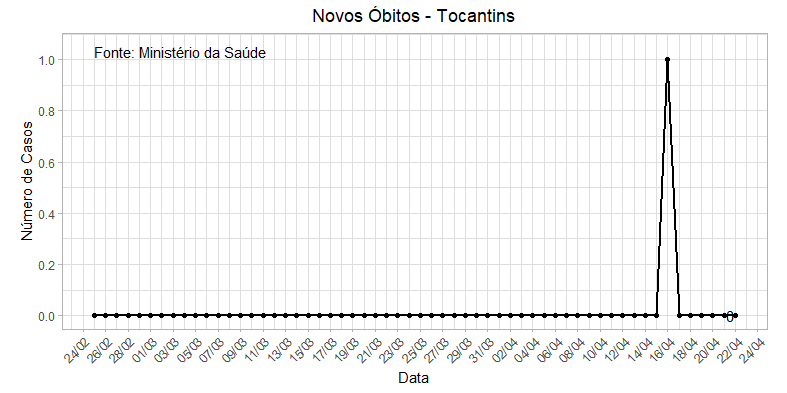 Novos Óbitos - Tocantins
Fonte: Ministério da Saúde
Número de Casos
1.0
0.8
0.6
0.4
0.2
0.0
0
24/02 26/02 28/02 01/03 03/03 05/03 07/03 09/03 11/03 13/03 15/03 17/03 19/03 21/03 23/03 25/03 27/03 29/03 31/03 02/04 04/04 06/04 08/04 10/04 12/04 14/04 16/04 18/04 20/04 22/04 24/04
Data